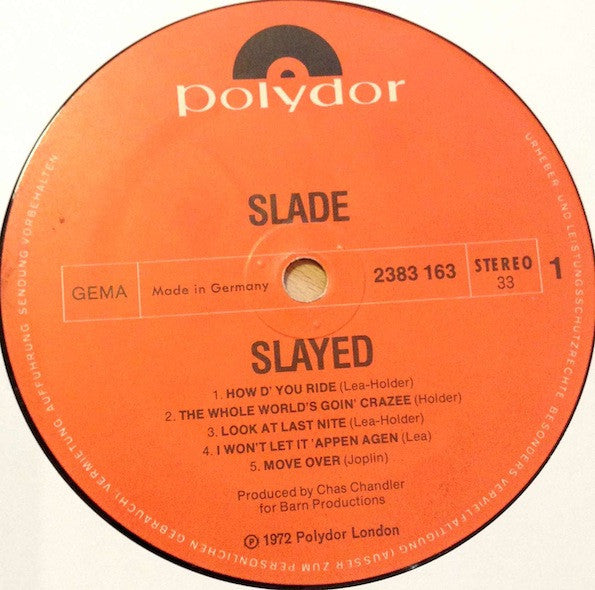 polydor
SLADE
GEMA
Made in Germany
2383 163
STEREO
33
1
SLAYED
1. HOW D' YOU RIDE (Lea-Holder)
2. THE WHOLE WORLD'S GOIN' CRAZEE (Holder)
3. LOOK AT LAST NITE (Lea-Holder)
4. I WON'T LET IT 'APPEN AGEN (Lea)
5. MOVE OVER (Joplin)
Produced by Chas Chandler
for Barn Productions
℗ 1972 Polydor London
URHEBER- UND LEISTUNGSSCHUTZRECHTE BESONDERS VERVIELFÄLTIGUNG (AUSSER ZUM PERSÖNLICHEN GEBRAUCH), VERMIETUNG AUFFÜHRUNG, SENDUNG VORBEHALTEN